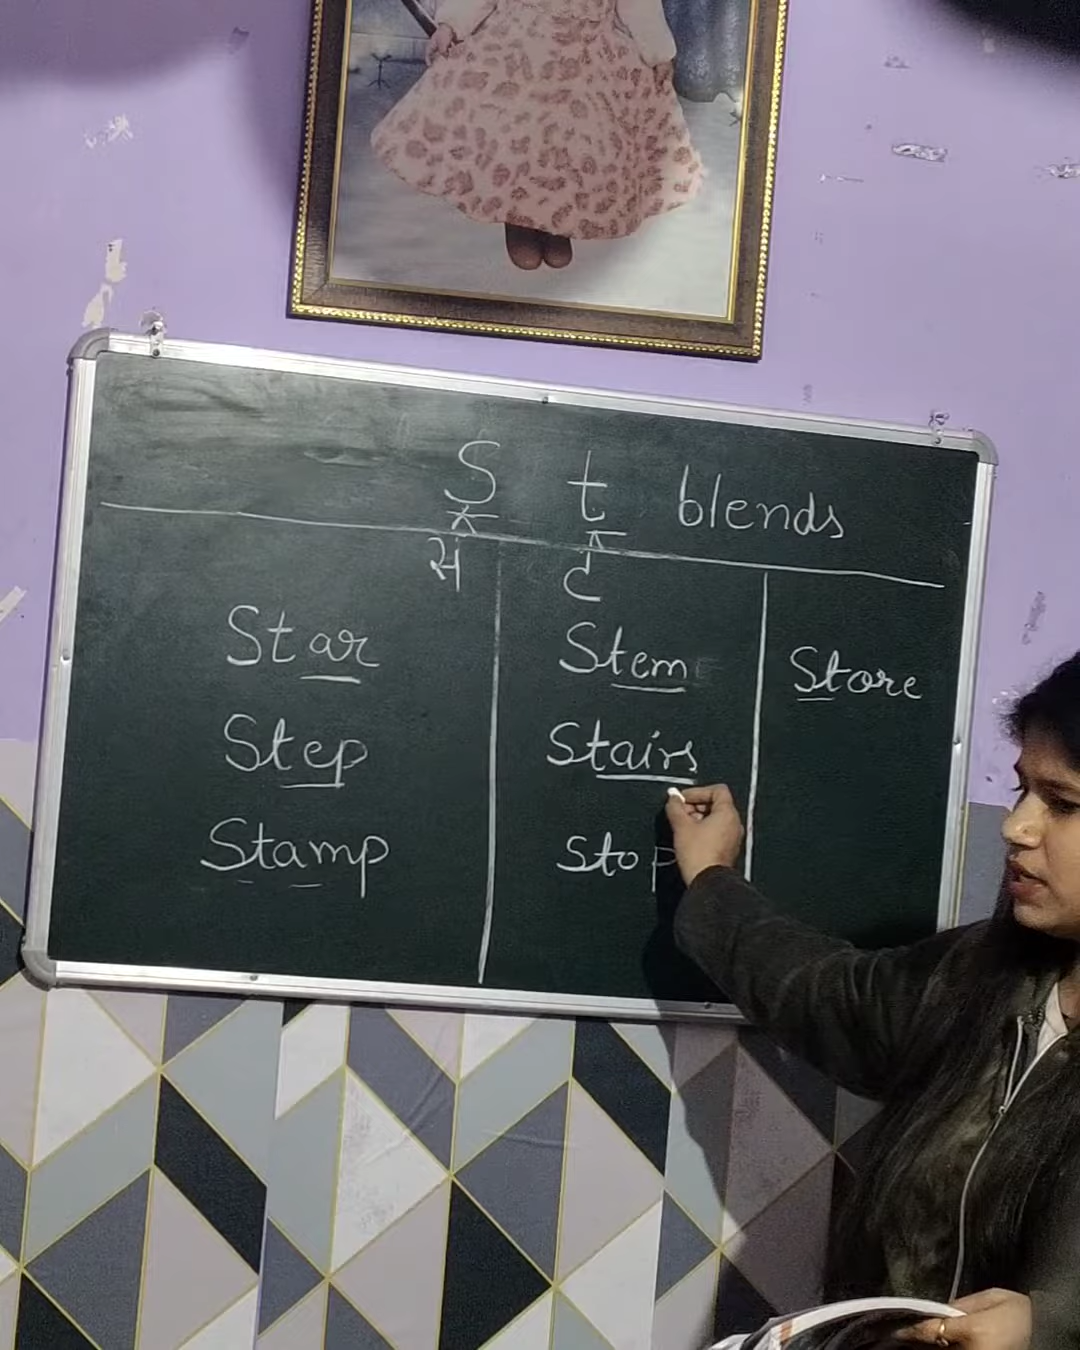 S t blends
स ट
Star
Step
Stamp
Stem
Stairs
Stop
Store